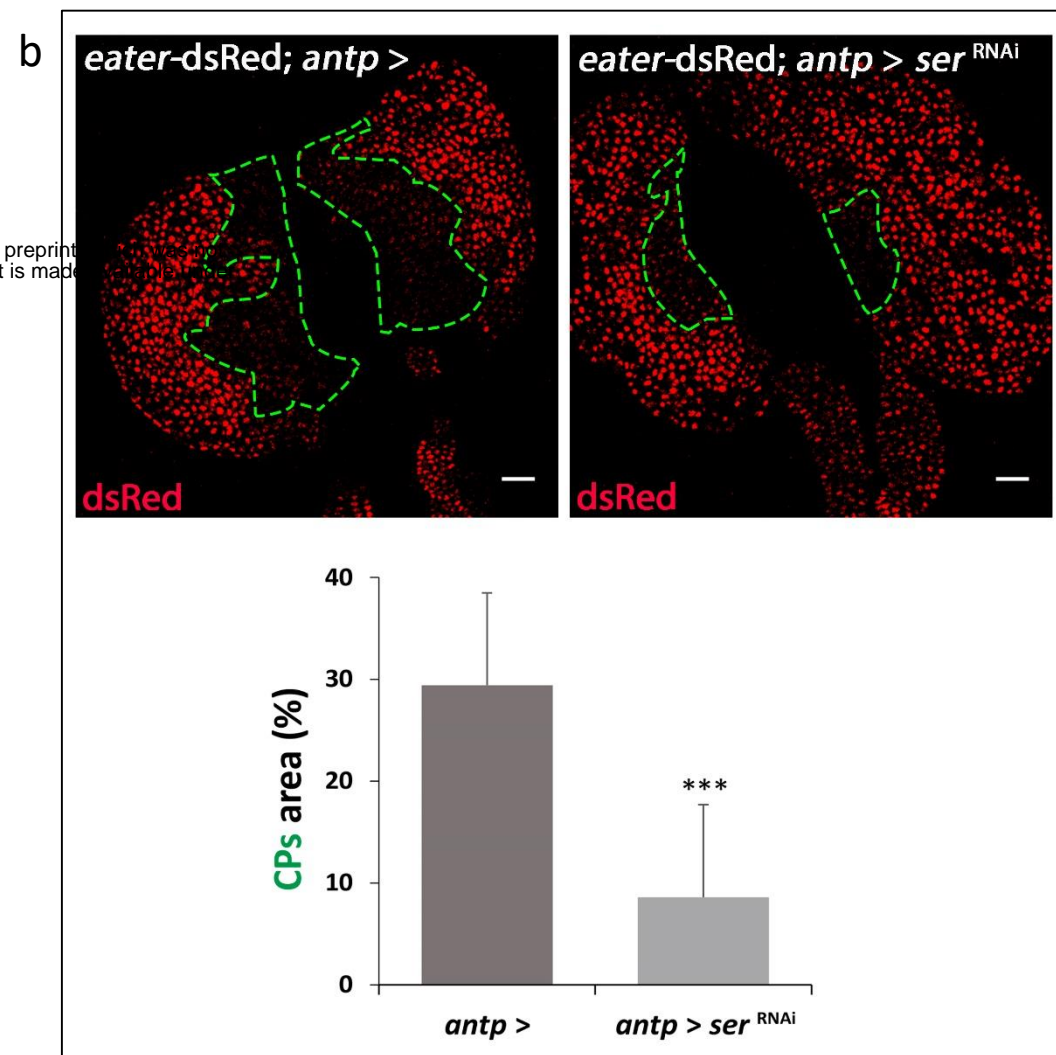 b
eater-dsRed; antp >
eater-dsRed; antp > ser RNAi
preprint
t is made
dsRed
dsRed
40
30
20
10
0
CPs area (%)
***
antp >
antp > ser RNAi